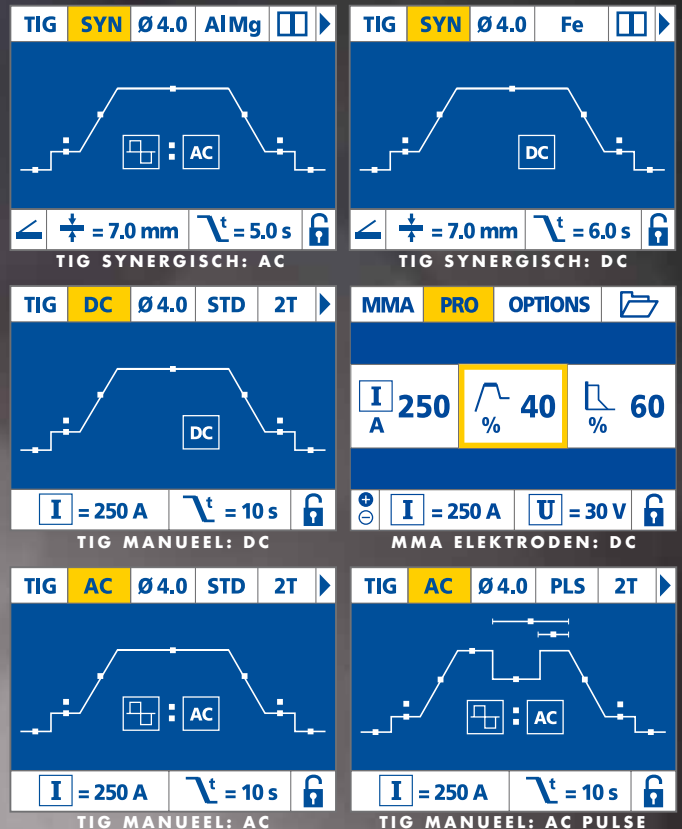 TIG SYN Ø 4.0 AlMg
AC
= 7.0 mm t = 5.0 s
TIG SYNERGISCH: AC
TIG SYN Ø 4.0 Fe
DC
= 7.0 mm t = 6.0 s
TIG SYNERGISCH: DC
TIG DC Ø 4.0 STD 2T
DC
I = 250 A t = 10 s
TIG MANUEEL: DC
MMA PRO OPTIONS
I A 250 % 40 % 60
I = 250 A U = 30 V
MMA ELEKTRODEN: DC
TIG AC Ø 4.0 STD 2T
: AC
I = 250 A t = 10 s
TIG MANUEEL: AC
TIG AC Ø 4.0 PLS 2T
: AC
I = 250 A t = 10 s
TIG MANUEEL: AC PULSE